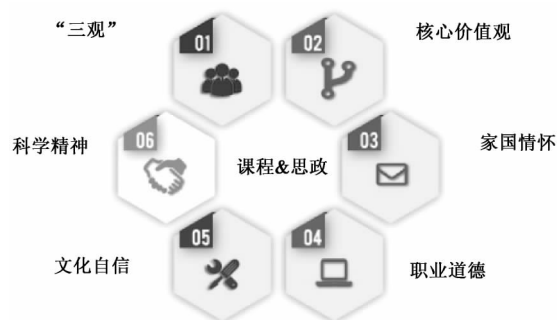 “三观”
01
02
核心价值观
科学精神
06
课程&思政
03
家国情怀
文化自信
05
04
职业道德